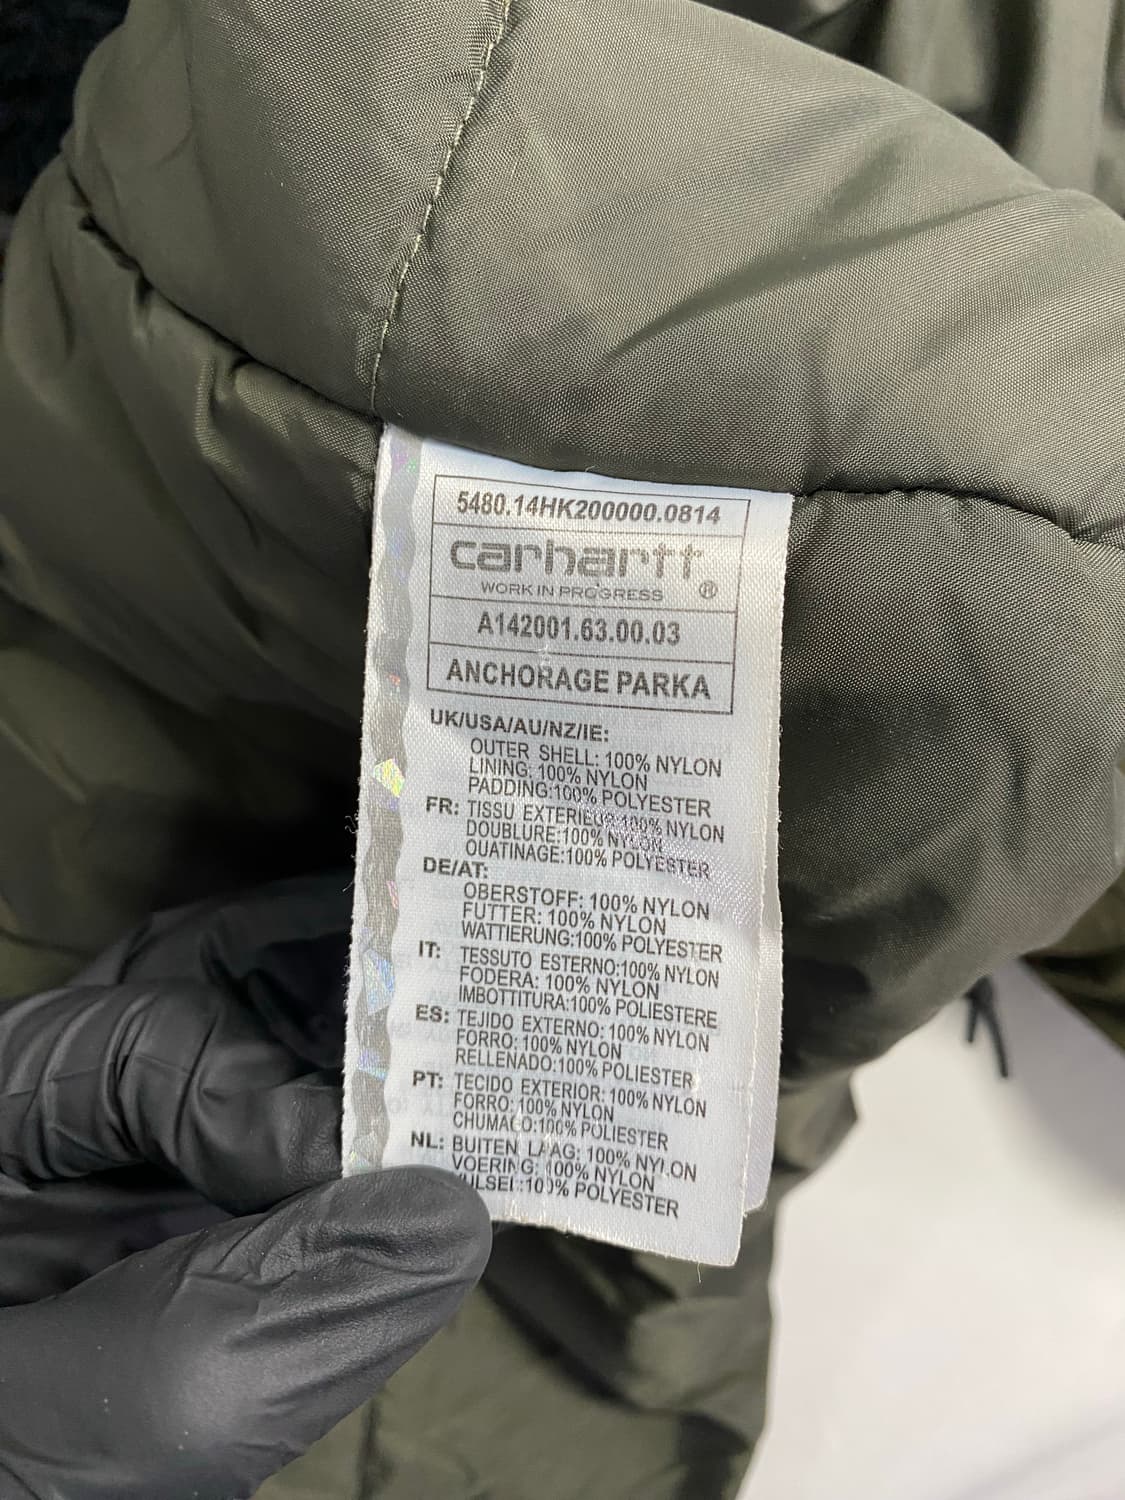 5480.14HK200000.0814
carhartt
WORK IN PROGRESS ®
A142001.63.00.03
ANCHORAGE PARKA
UK/USA/AU/NZ/IE:
OUTER SHELL: 100% NYLON
LINING: 100% NYLON
PADDING:100% POLYESTER
FR: TISSU EXTERIEUR:100% NYLON
DOUBLURE:100% NYLON
OUATINAGE:100% POLYESTER
DE/AT:
OBERSTOFF: 100% NYLON
FUTTER: 100% NYLON
WATTIERUNG:100% POLYESTER
IT: TESSUTO ESTERNO:100% NYLON
FODERA: 100% NYLON
IMBOTTITURA:100% POLIESTERE
ES: TEJIDO EXTERNO: 100% NYLON
FORRO: 100% NYLON
RELLENADO:100% POLIESTER
PT: TECIDO EXTERIOR: 100% NYLON
FORRO:100% NYLON
CHUMAÇO:100% POLIESTER
NL: BUITEN LAAG: 100% NYLON
VOERING: 100% NYLON
VULSEL:100% POLYESTER